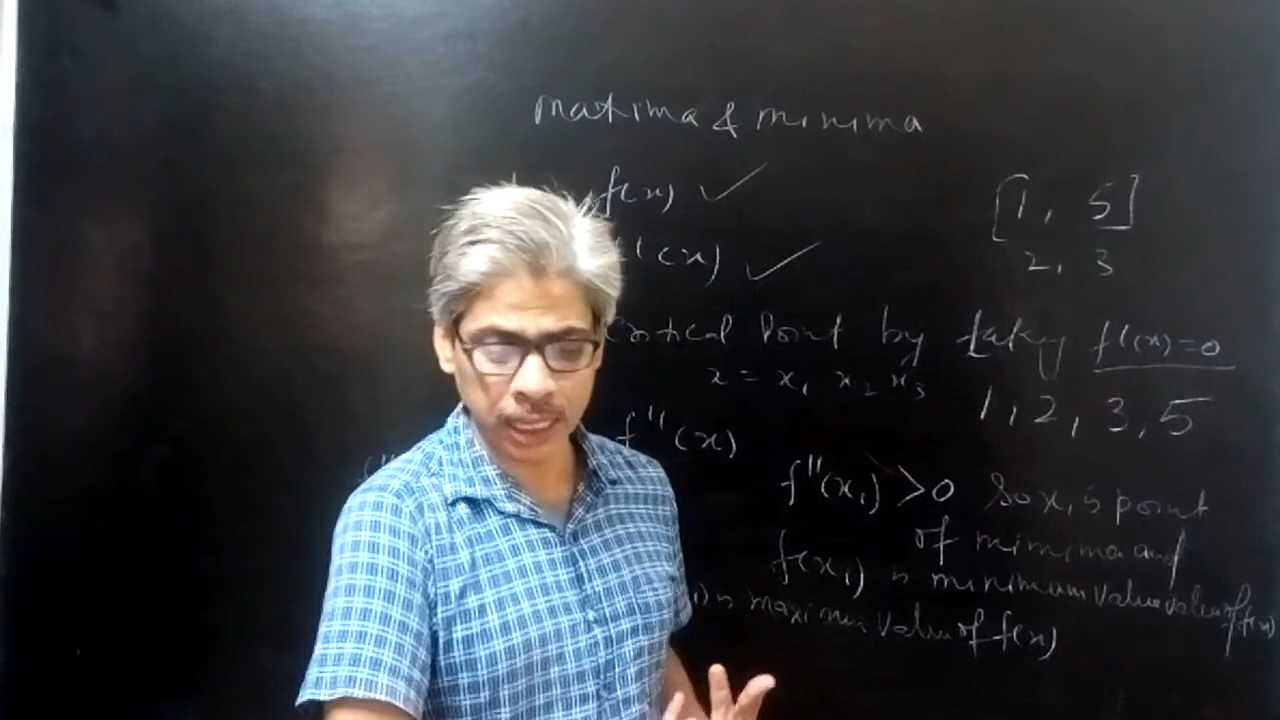 maxima & minima
f(x) ✓
[1, 5]
'(x) ✓
2, 3
Critical Point by taking f'(x)=0
x = x₁ x₂ x₃
1, 2, 3, 5
f''(x)
f''(x₁) >0 So x₁ is point
of minima and
f(x₁) is minimum value value of f(x)
) is maximum value of f(x)